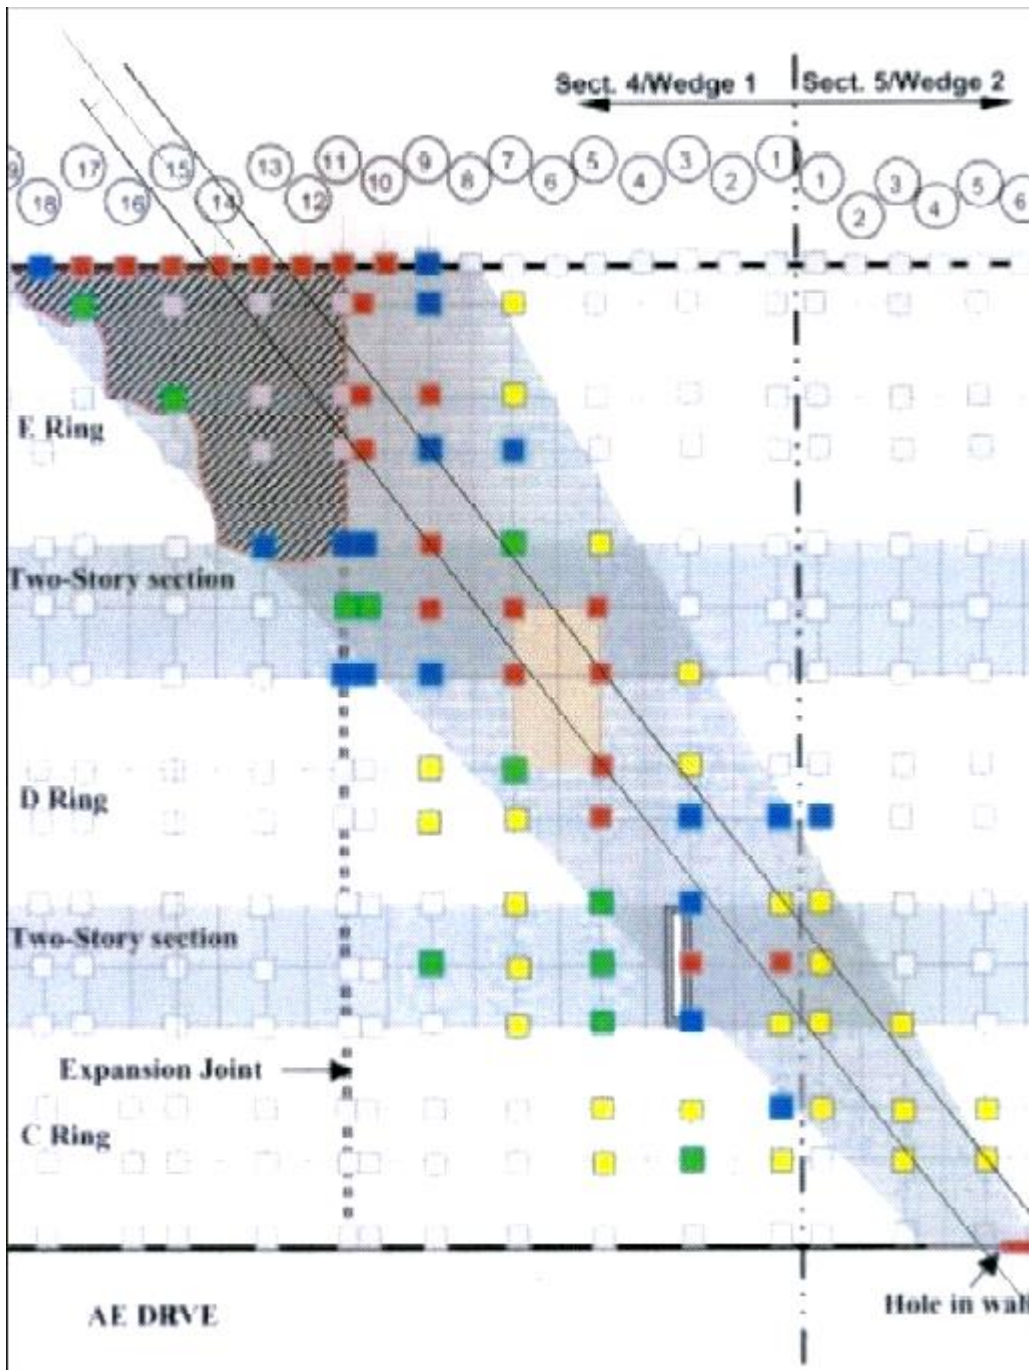 Sect. 4/Wedge 1
Sect. 5/Wedge 2
17 15 13 11 9 7 5 3 1 1 3 5
18 16 14 12 10 8 6 4 2 2 4 6
E Ring
Two-Story section
D Ring
Two-Story section
Expansion Joint
C Ring
Hole in wall
AE DRVE